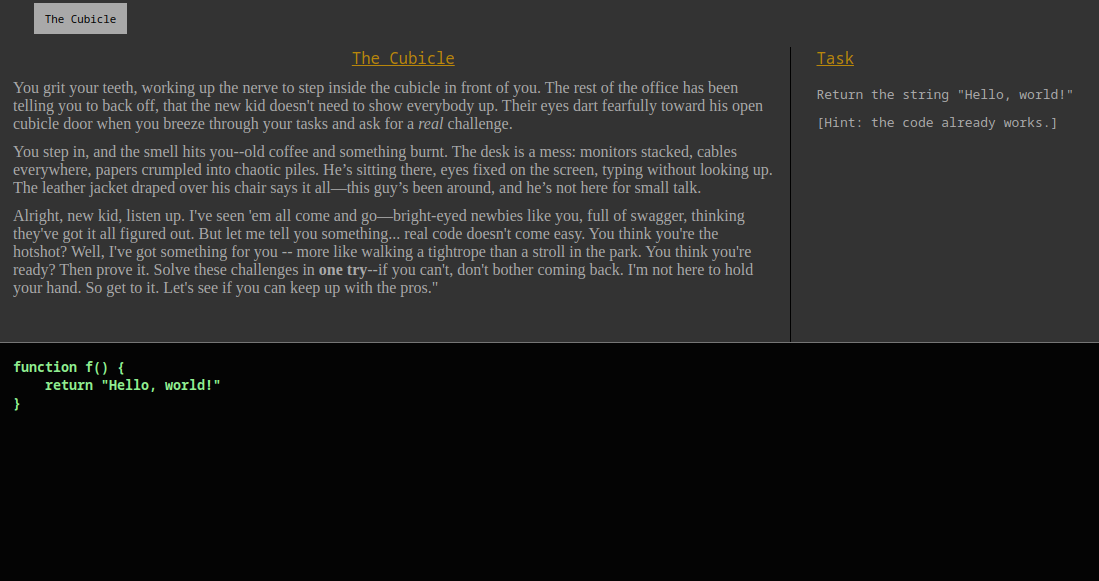 The Cubicle
The Cubicle
You grit your teeth, working up the nerve to step inside the cubicle in front of you. The rest of the office has been
telling you to back off, that the new kid doesn't need to show everybody up. Their eyes dart fearfully toward his open
cubicle door when you breeze through your tasks and ask for a real challenge.
You step in, and the smell hits you--old coffee and something burnt. The desk is a mess: monitors stacked, cables
everywhere, papers crumpled into chaotic piles. He’s sitting there, eyes fixed on the screen, typing without looking up.
The leather jacket draped over his chair says it all—this guy’s been around, and he’s not here for small talk.
Alright, new kid, listen up. I've seen 'em all come and go—bright-eyed newbies like you, full of swagger, thinking
they've got it all figured out. But let me tell you something... real code doesn't come easy. You think you're the
hotshot? Well, I've got something for you -- more like walking a tightrope than a stroll in the park. You think you're
ready? Then prove it. Solve these challenges in one try--if you can't, don't bother coming back. I'm not here to hold
your hand. So get to it. Let's see if you can keep up with the pros."
Task
Return the string "Hello, world!"
[Hint: the code already works.]
function f() {
    return "Hello, world!"
}